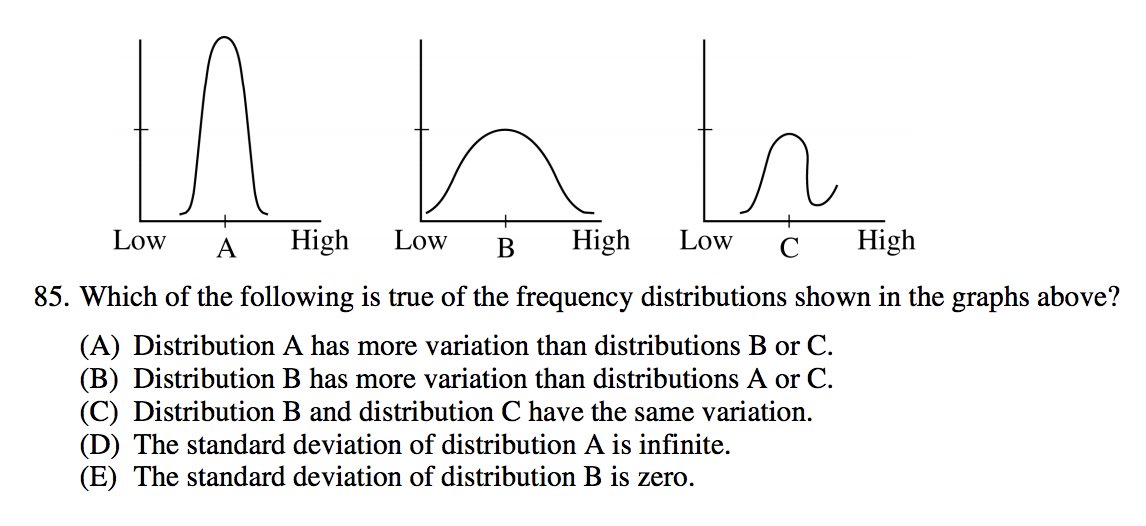 Low A High Low B High Low C High
85. Which of the following is true of the frequency distributions shown in the graphs above?
(A) Distribution A has more variation than distributions B or C.
(B) Distribution B has more variation than distributions A or C.
(C) Distribution B and distribution C have the same variation.
(D) The standard deviation of distribution A is infinite.
(E) The standard deviation of distribution B is zero.